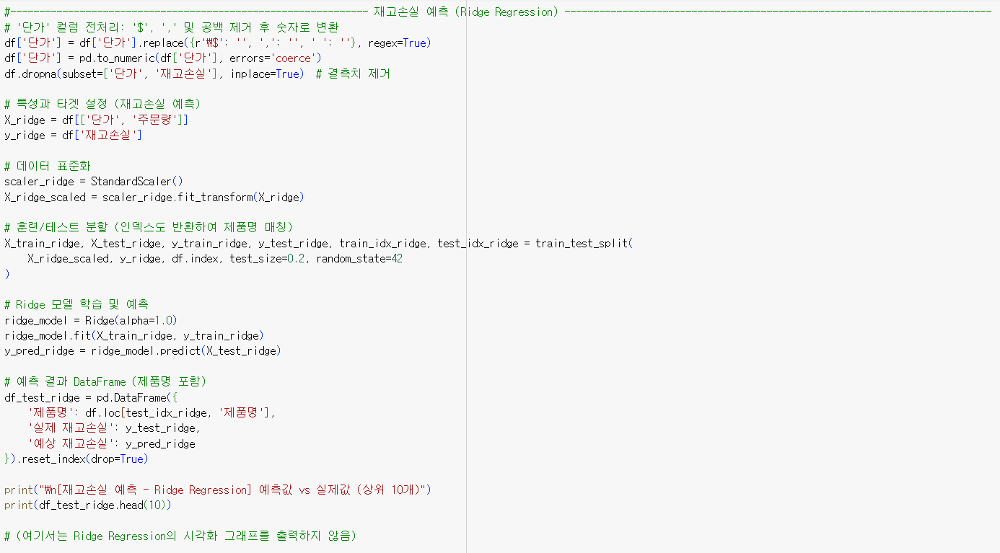 #-------------------------------------------------------------- 재고손실 예측 (Ridge Regression) --------------------------------------------------------------------------
# '단가' 컬럼 전처리: '$', ',' 및 공백 제거 후 숫자로 변환
df['단가'] = df['단가'].replace({r'₩$': '', ',': '', ' ': ''}, regex=True)
df['단가'] = pd.to_numeric(df['단가'], errors='coerce')
df.dropna(subset=['단가', '재고손실'], inplace=True)  # 결측치 제거
# 특성과 타겟 설정 (재고손실 예측)
X_ridge = df[['단가', '주문량']]
y_ridge = df['재고손실']
# 데이터 표준화
scaler_ridge = StandardScaler()
X_ridge_scaled = scaler_ridge.fit_transform(X_ridge)
# 훈련/테스트 분할 (인덱스도 반환하여 제품명 매칭)
X_train_ridge, X_test_ridge, y_train_ridge, y_test_ridge, train_idx_ridge, test_idx_ridge = train_test_split(
    X_ridge_scaled, y_ridge, df.index, test_size=0.2, random_state=42
)
# Ridge 모델 학습 및 예측
ridge_model = Ridge(alpha=1.0)
ridge_model.fit(X_train_ridge, y_train_ridge)
y_pred_ridge = ridge_model.predict(X_test_ridge)
# 예측 결과 DataFrame (제품명 포함)
df_test_ridge = pd.DataFrame({
    '제품명': df.loc[test_idx_ridge, '제품명'],
    '실제 재고손실': y_test_ridge,
    '예상 재고손실': y_pred_ridge
}).reset_index(drop=True)
print("₩n[재고손실 예측 - Ridge Regression] 예측값 vs 실제값 (상위 10개)")
print(df_test_ridge.head(10))
# (여기서는 Ridge Regression의 시각화 그래프를 출력하지 않음)